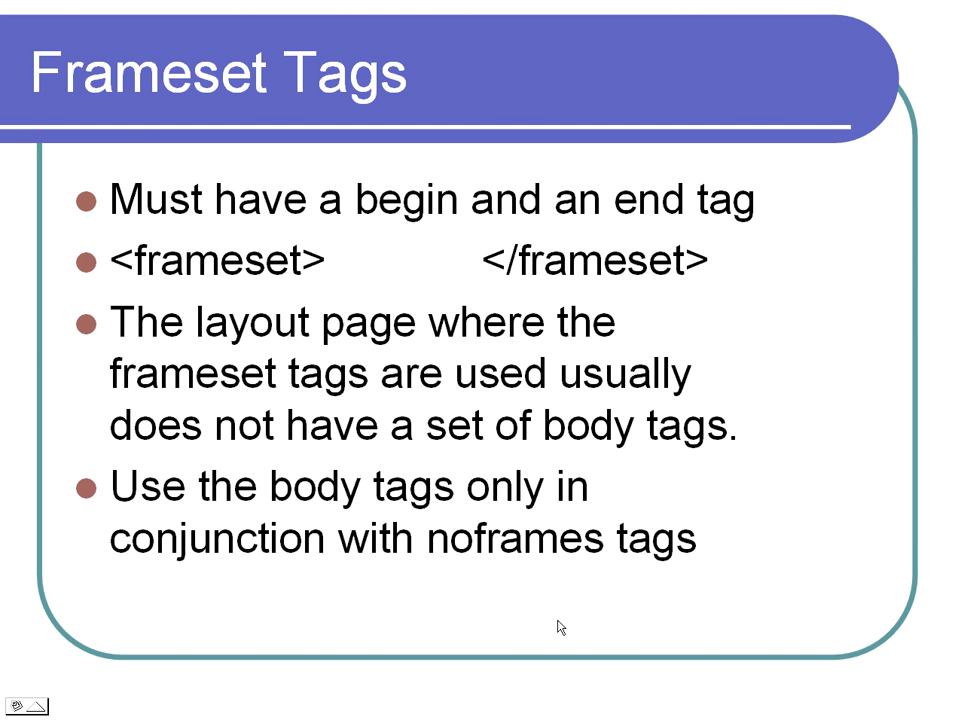 Frameset Tags
Must have a begin and an end tag
<frameset> </frameset>
The layout page where the
frameset tags are used usually
does not have a set of body tags.
Use the body tags only in
conjunction with noframes tags